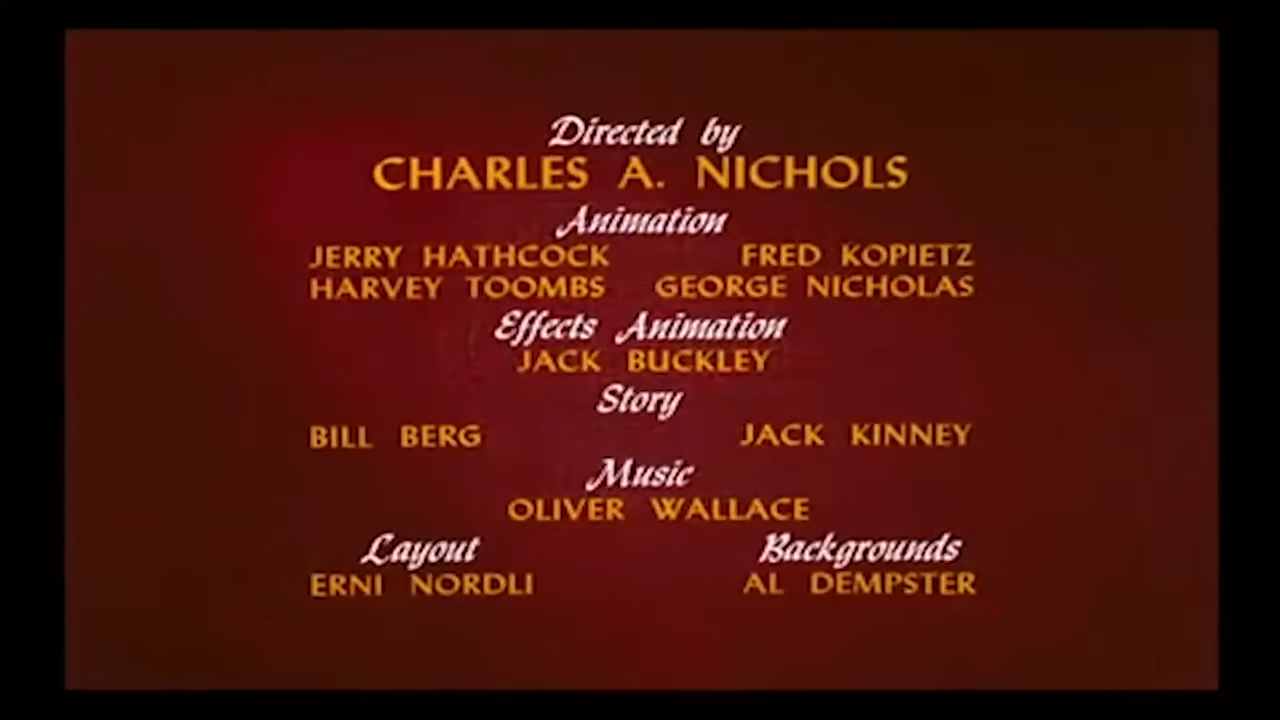 Directed by
CHARLES A. NICHOLS
Animation
JERRY HATHCOCK FRED KOPIETZ
HARVEY TOOMBS GEORGE NICHOLAS
Effects Animation
JACK BUCKLEY
Story
BILL BERG JACK KINNEY
Music
OLIVER WALLACE
Layout Backgrounds
ERNI NORDLI AL DEMPSTER